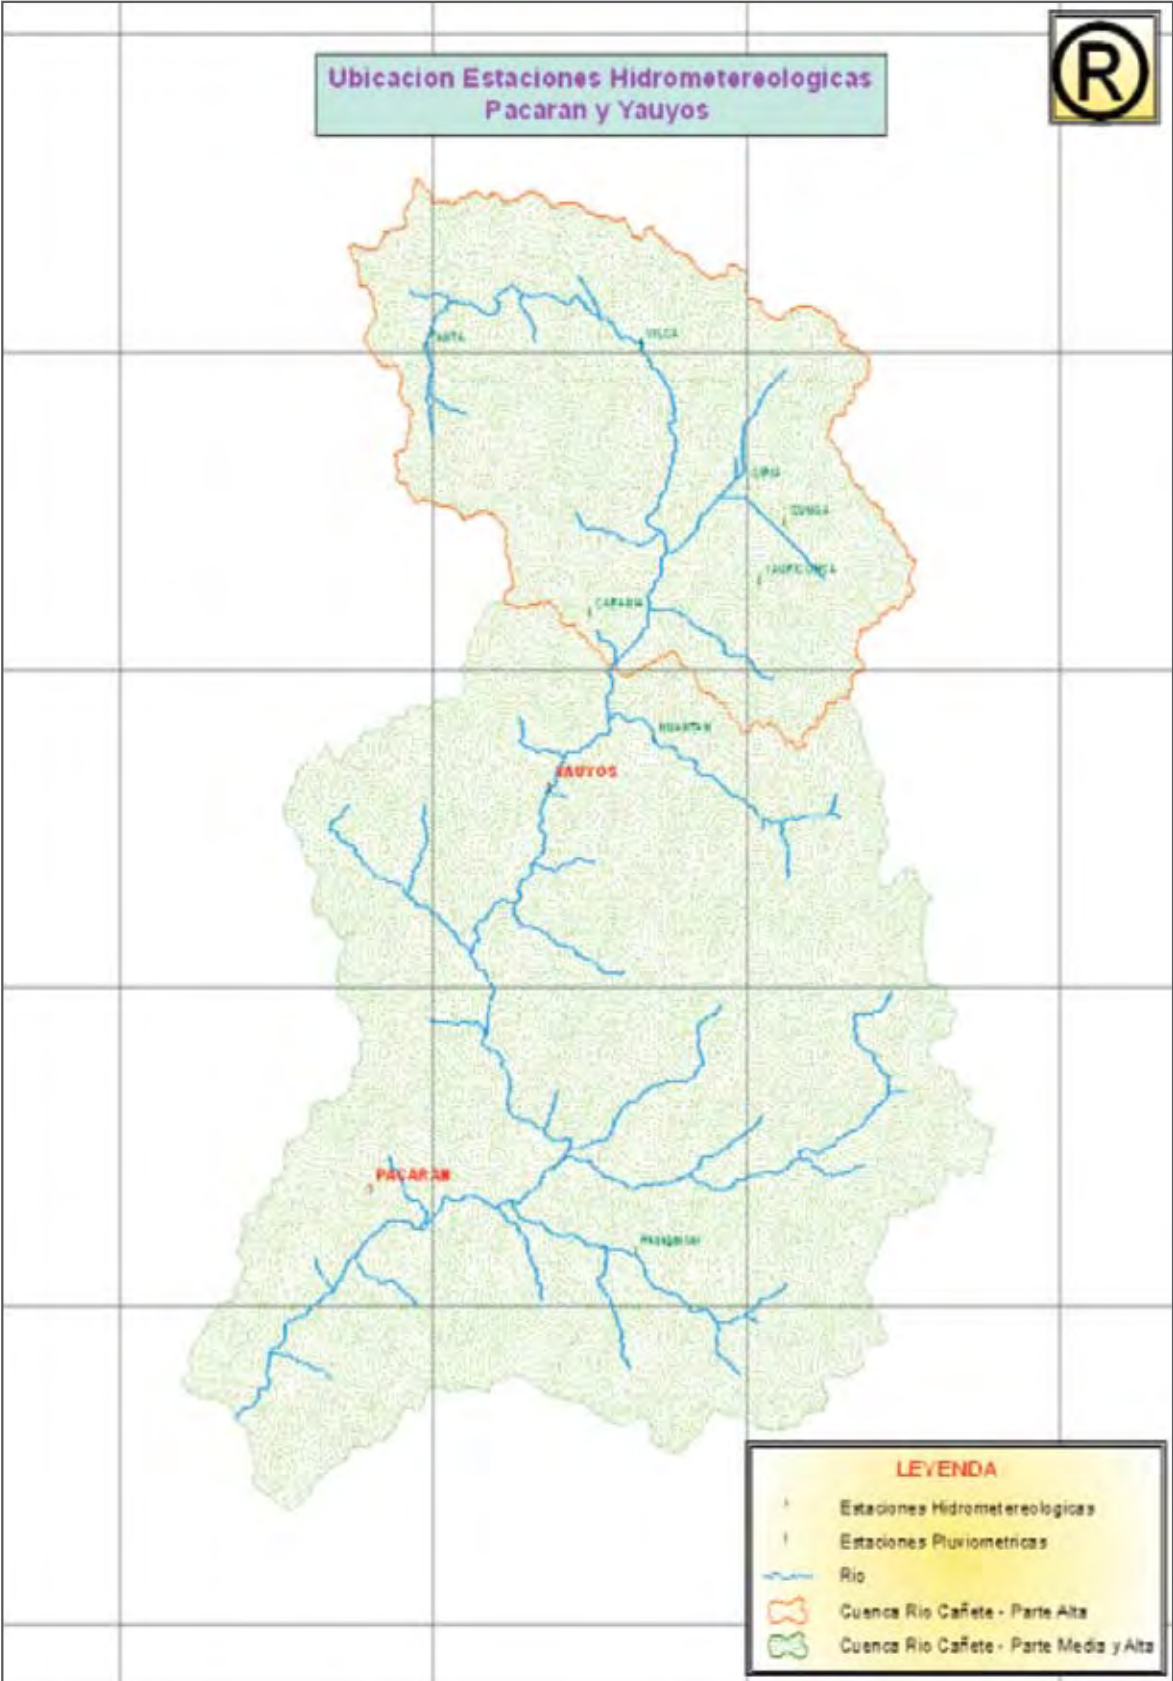 Ubicacion Estaciones Hidrometereologicas
Pacaran y Yauyos
R
VILCA
YAUYOS
PACARAN
LEYENDA
Estaciones Hidrometereologicas
Estaciones Pluviometricas
Rio
Cuenca Rio Cañete - Parte Alta
Cuenca Rio Cañete - Parte Media y Alta